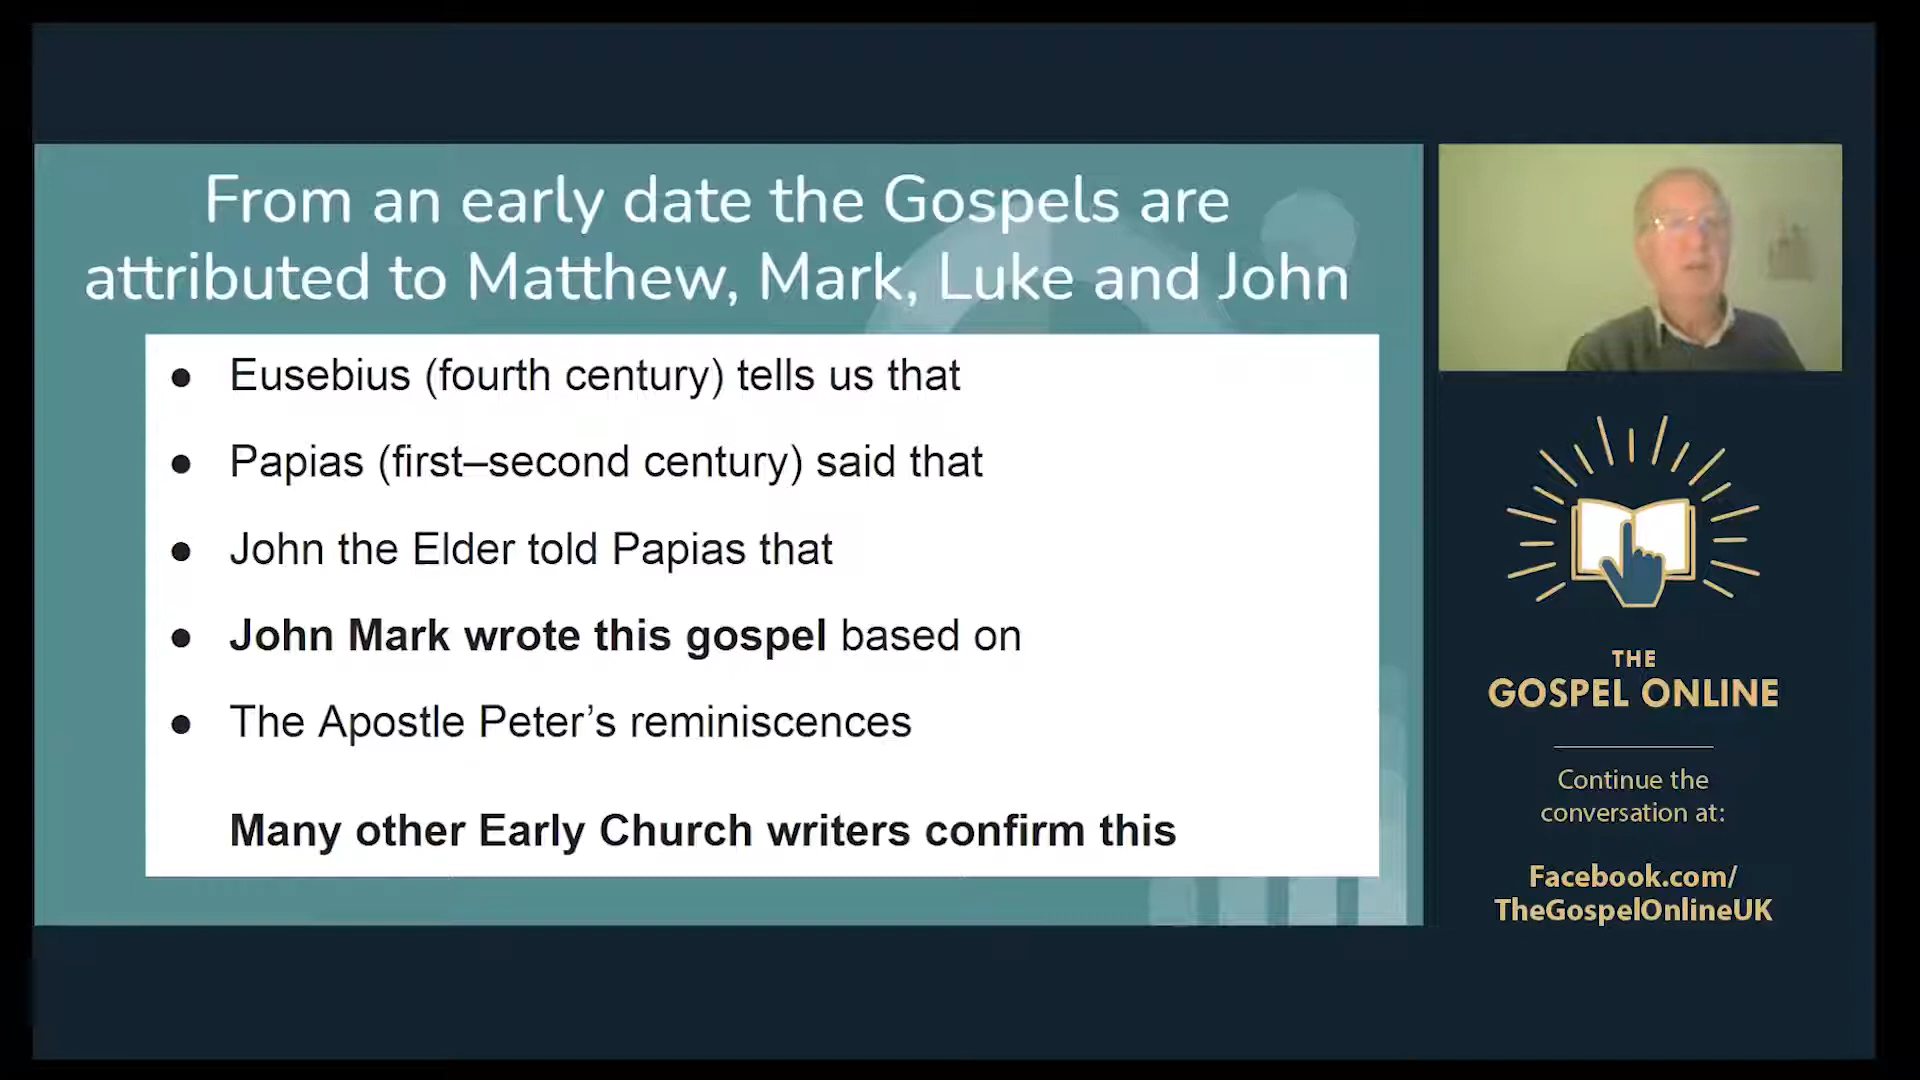 From an early date the Gospels are
attributed to Matthew, Mark, Luke and John
● Eusebius (fourth century) tells us that
● Papias (first–second century) said that
● John the Elder told Papias that
● John Mark wrote this gospel based on
● The Apostle Peter’s reminiscences
Many other Early Church writers confirm this
THE
GOSPEL ONLINE
Continue the
conversation at:
Facebook.com/
TheGospelOnlineUK